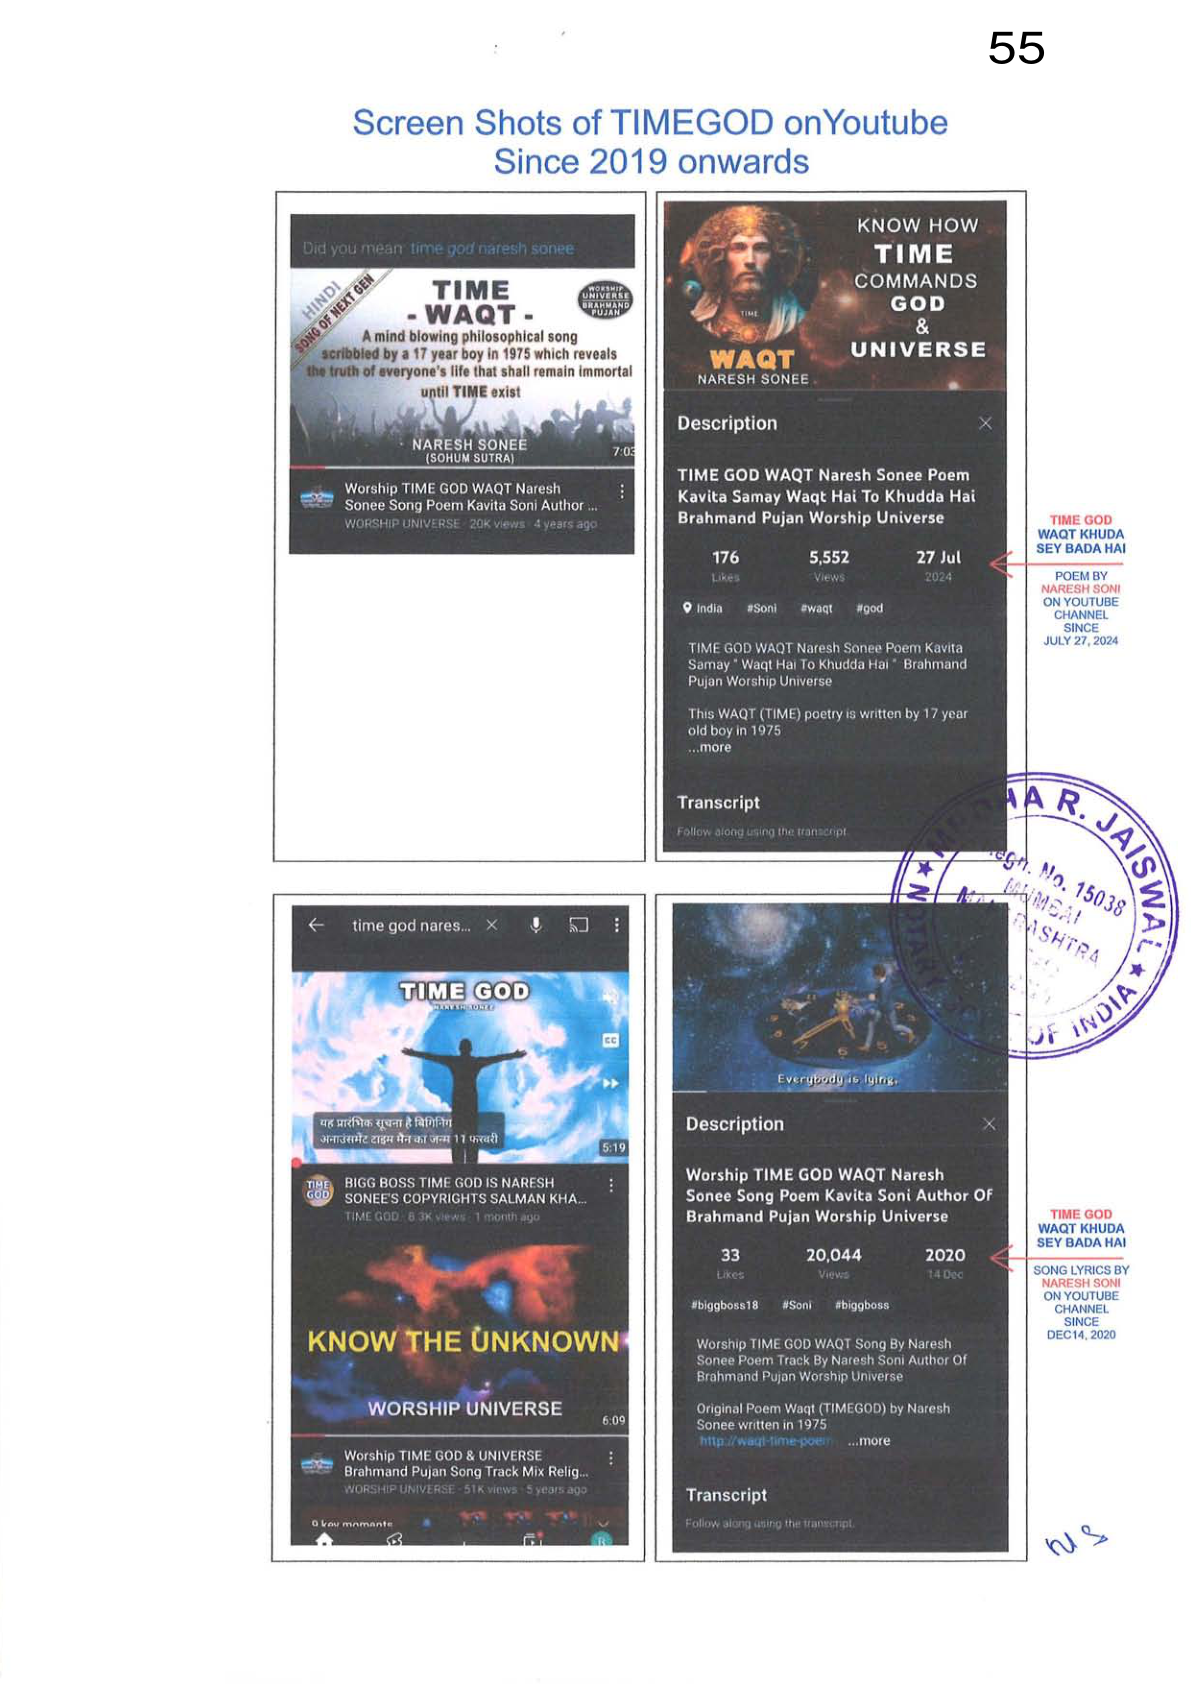 55
Screen Shots of TIMEGOD onYoutube
Since 2019 onwards
Did you mean: time god naresh sonee
HINDI
SONG OF NEXT GEN
TIME
- WAQT -
WORSHIP
UNIVERSE
BRAHMAND
PUJAN
A mind blowing philosophical song
scribbled by a 17 year boy in 1975 which reveals
the truth of everyone's life that shall remain immortal
until TIME exist
NARESH SONEE
(SOHUM SUTRA)
7:03
Worship TIME GOD WAQT Naresh
Sonee Song Poem Kavita Soni Author ...
WORSHIP UNIVERSE · 20K views · 4 years ago
TIME
WAQT
NARESH SONEE
KNOW HOW
TIME
COMMANDS
GOD
&
UNIVERSE
Description
TIME GOD WAQT Naresh Sonee Poem
Kavita Samay Waqt Hai To Khudda Hai
Brahmand Pujan Worship Universe
176 5,552 27 Jul
Likes Views 2024
India #Soni #waqt #god
TIME GOD WAQT Naresh Sonee Poem Kavita
Samay " Waqt Hai To Khudda Hai " Brahmand
Pujan Worship Universe
This WAQT (TIME) poetry is written by 17 year
old boy in 1975
...more
Transcript
Follow along using the transcript.
TIME GOD
WAQT KHUDA
SEY BADA HAI
POEM BY
NARESH SONI
ON YOUTUBE
CHANNEL
SINCE
JULY 27, 2024
R. JAISWAL
No. 15038
MUMBAI
OF INDIA
time god nares...
TIME GOD
NARESH SONEE
CC
यह प्रारंभिक सूचना है बिगिनिंग
अनाउंसमेंट टाइम मैन का जन्म 11 फरवरी
5:19
TIME
GOD
BIGG BOSS TIME GOD IS NARESH
SONEE'S COPYRIGHTS SALMAN KHA...
TIME GOD · 8.3K views · 1 month ago
KNOW THE UNKNOWN
WORSHIP UNIVERSE
6:09
Worship TIME GOD & UNIVERSE
Brahmand Pujan Song Track Mix Relig...
WORSHIP UNIVERSE · 51K views · 5 years ago
9 key moments
B
Everybody is lying.
Description
Worship TIME GOD WAQT Naresh
Sonee Song Poem Kavita Soni Author Of
Brahmand Pujan Worship Universe
33 20,044 2020
Likes Views 14 Dec
#biggboss18 #Soni #biggboss
Worship TIME GOD WAQT Song By Naresh
Sonee Poem Track By Naresh Soni Author Of
Brahmand Pujan Worship Universe
Original Poem Waqt (TIMEGOD) by Naresh
Sonee written in 1975
http://waqt-time-poem ...more
Transcript
Follow along using the transcript.
TIME GOD
WAQT KHUDA
SEY BADA HAI
SONG LYRICS BY
NARESH SONI
ON YOUTUBE
CHANNEL
SINCE
DEC14, 2020